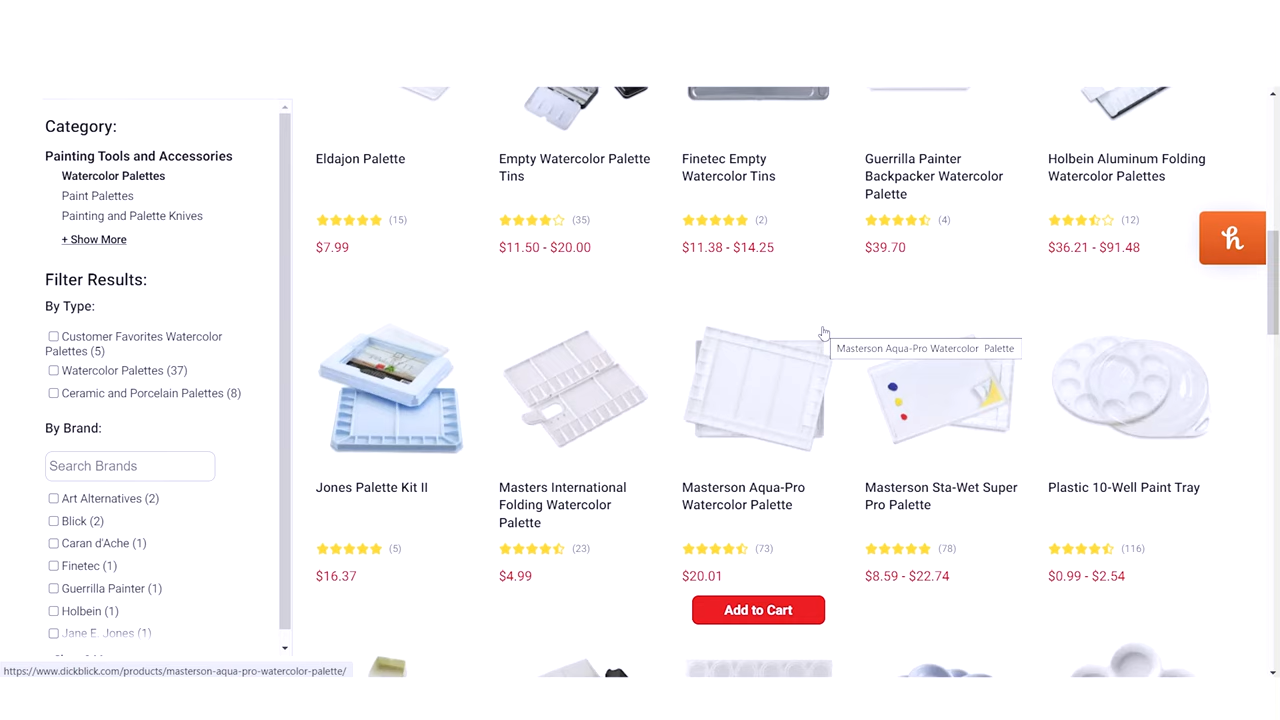 Category:
Painting Tools and Accessories
Watercolor Palettes
Paint Palettes
Painting and Palette Knives
+ Show More
Filter Results:
By Type:
Customer Favorites Watercolor
Palettes (5)
Watercolor Palettes (37)
Ceramic and Porcelain Palettes (8)
By Brand:
Search Brands
Art Alternatives (2)
Blick (2)
Caran d'Ache (1)
Finetec (1)
Guerrilla Painter (1)
Holbein (1)
Jane E. Jones (1)
Eldajon Palette
(15)
$7.99
Empty Watercolor Palette
Tins
(35)
$11.50 - $20.00
Finetec Empty
Watercolor Tins
(2)
$11.38 - $14.25
Guerrilla Painter
Backpacker Watercolor
Palette
(4)
$39.70
Holbein Aluminum Folding
Watercolor Palettes
(12)
$36.21 - $91.48
h
Jones Palette Kit II
(5)
$16.37
Masters International
Folding Watercolor
Palette
(23)
$4.99
Masterson Aqua-Pro Watercolor Palette
Masterson Aqua-Pro
Watercolor Palette
(73)
$20.01
Add to Cart
Masterson Sta-Wet Super
Pro Palette
(78)
$8.59 - $22.74
Plastic 10-Well Paint Tray
(116)
$0.99 - $2.54
https://www.dickblick.com/products/masterson-aqua-pro-watercolor-palette/